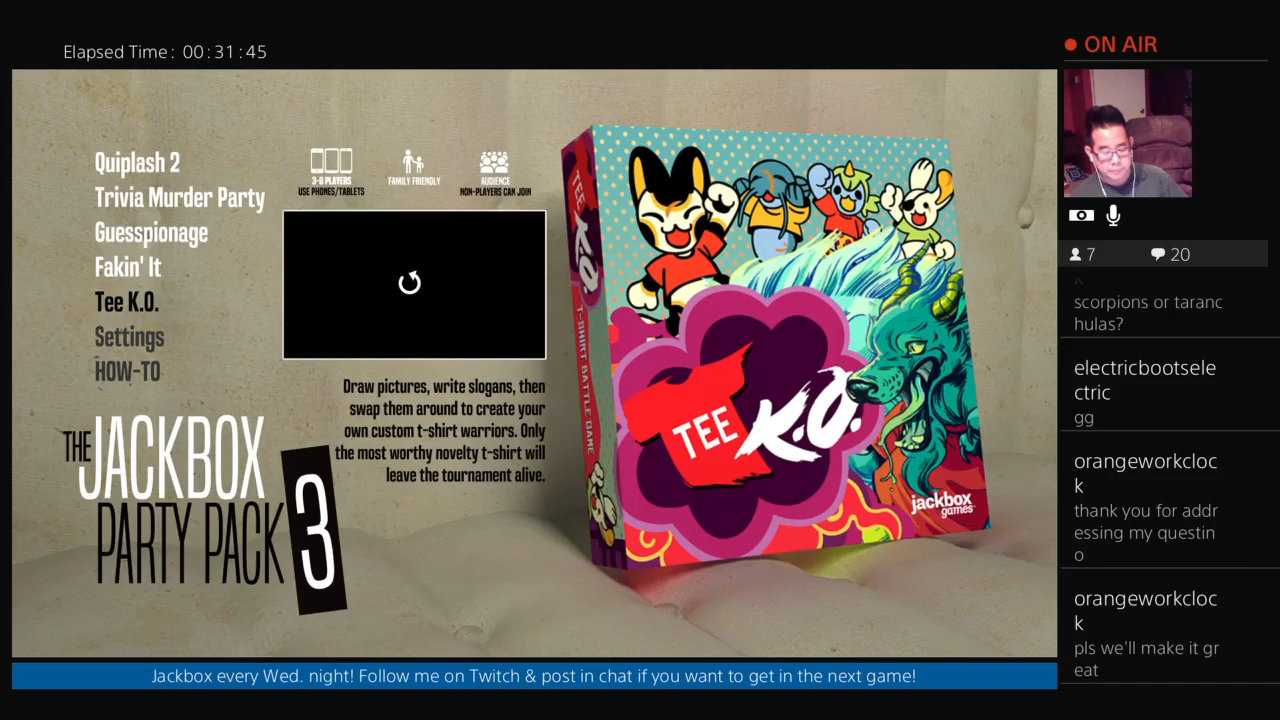 Elapsed Time: 00:31:45
ON AIR
Quiplash 2
Trivia Murder Party
Guesspionage
Fakin' It
Tee K.O.
Settings
HOW-TO
3-8 PLAYERS
USE PHONES/TABLETS
FAMILY FRIENDLY
AUDIENCE
NON-PLAYERS CAN JOIN
Draw pictures, write slogans, then
swap them around to create your
own custom t-shirt warriors. Only
the most worthy novelty t-shirt will
leave the tournament alive.
THE JACKBOX
PARTY PACK 3
TEE K.O.
T-SHIRT BATTLE GAME
TEE K.O.
jackbox
games
7
20
scorpions or taranc
hulas?
electricbootsele
ctric
gg
orangeworkcloc
k
thank you for addr
essing my questin
o
orangeworkcloc
k
pls we'll make it gr
eat
Jackbox every Wed. night! Follow me on Twitch & post in chat if you want to get in the next game!